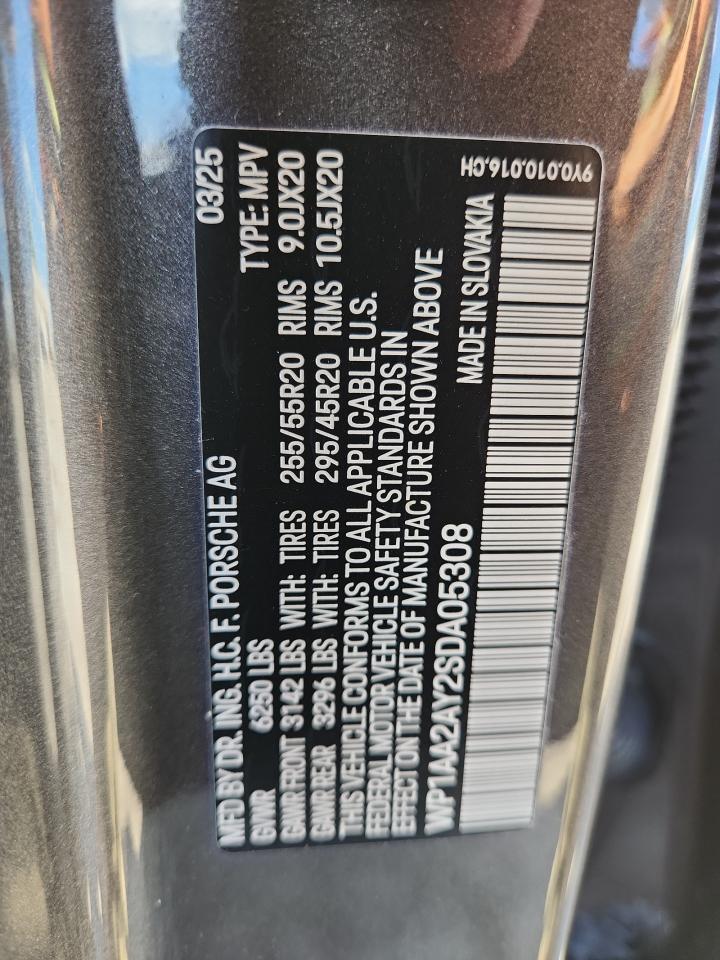 MFD BY DR. ING. H.C. F. PORSCHE AG 03/25
GVWR 6250 LBS TYPE: MPV
GAWR FRONT 3142 LBS WITH: TIRES 255/55R20 RIMS 9.0JX20
GAWR REAR 3296 LBS WITH: TIRES 295/45R20 RIMS 10.5JX20
THIS VEHICLE CONFORMS TO ALL APPLICABLE U.S.
FEDERAL MOTOR VEHICLE SAFETY STANDARDS IN
EFFECT ON THE DATE OF MANUFACTURE SHOWN ABOVE
WP1AA2AY2SDA05308 MADE IN SLOVAKIA
9Y0.010.016.CH